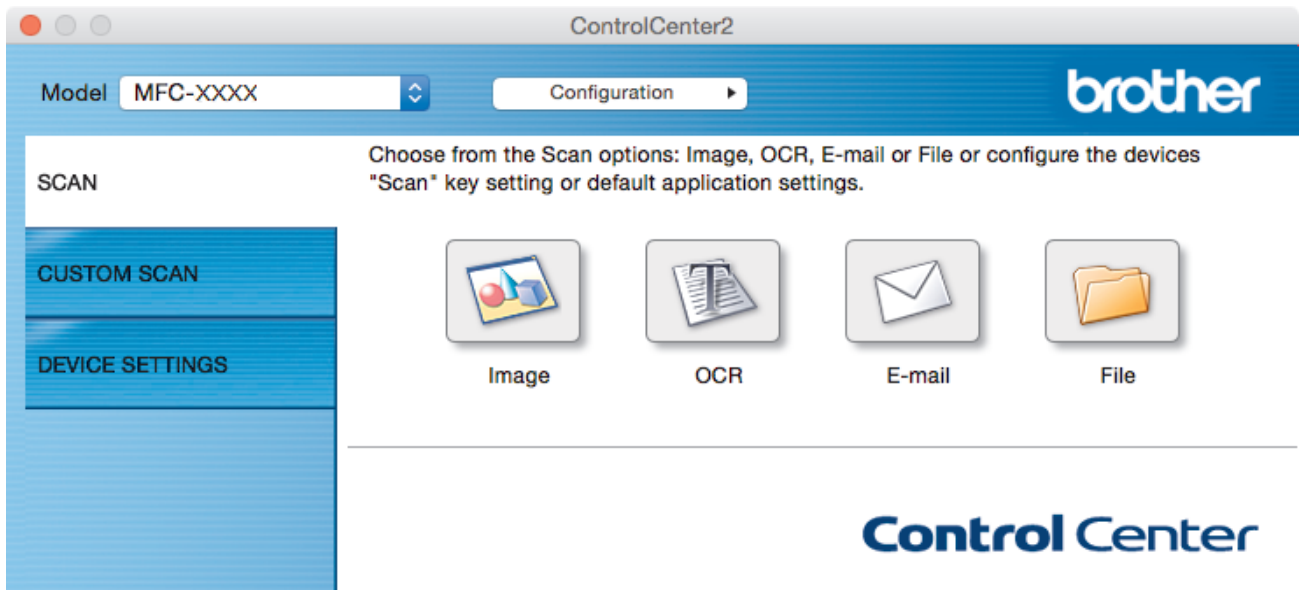 ControlCenter2
Model MFC-XXXX Configuration brother
SCAN
Choose from the Scan options: Image, OCR, E-mail or File or configure the devices
"Scan" key setting or default application settings.
CUSTOM SCAN
DEVICE SETTINGS
Image OCR E-mail File
Control Center